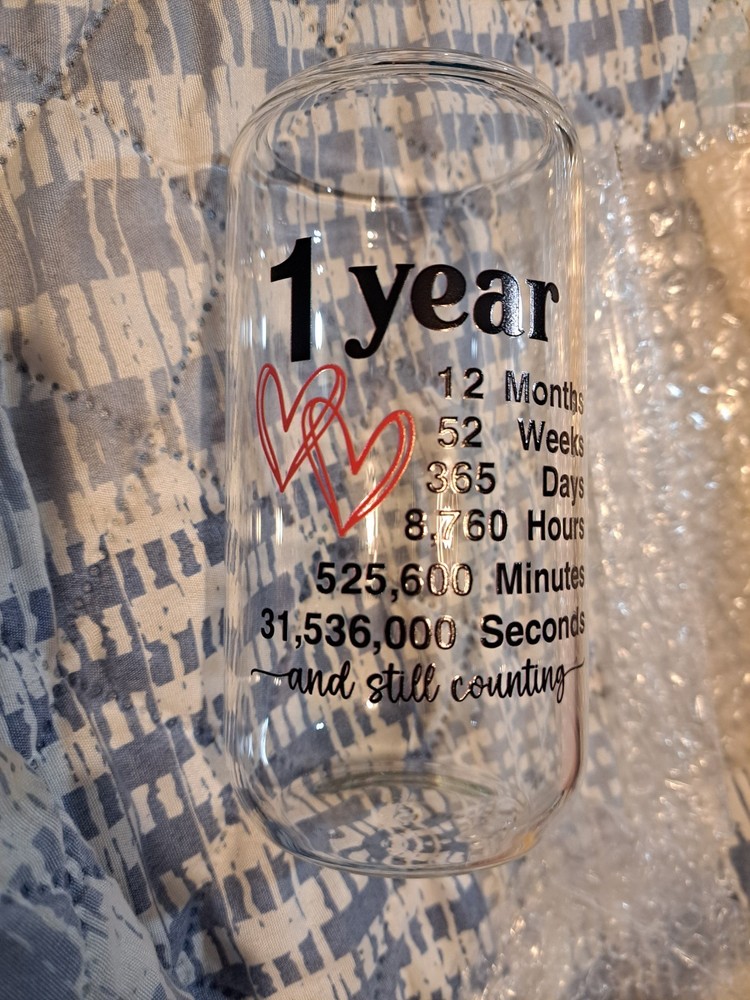 1 year
12 Months
52 Weeks
365 Days
8,760 Hours
525,600 Minutes
31,536,000 Seconds
and still counting